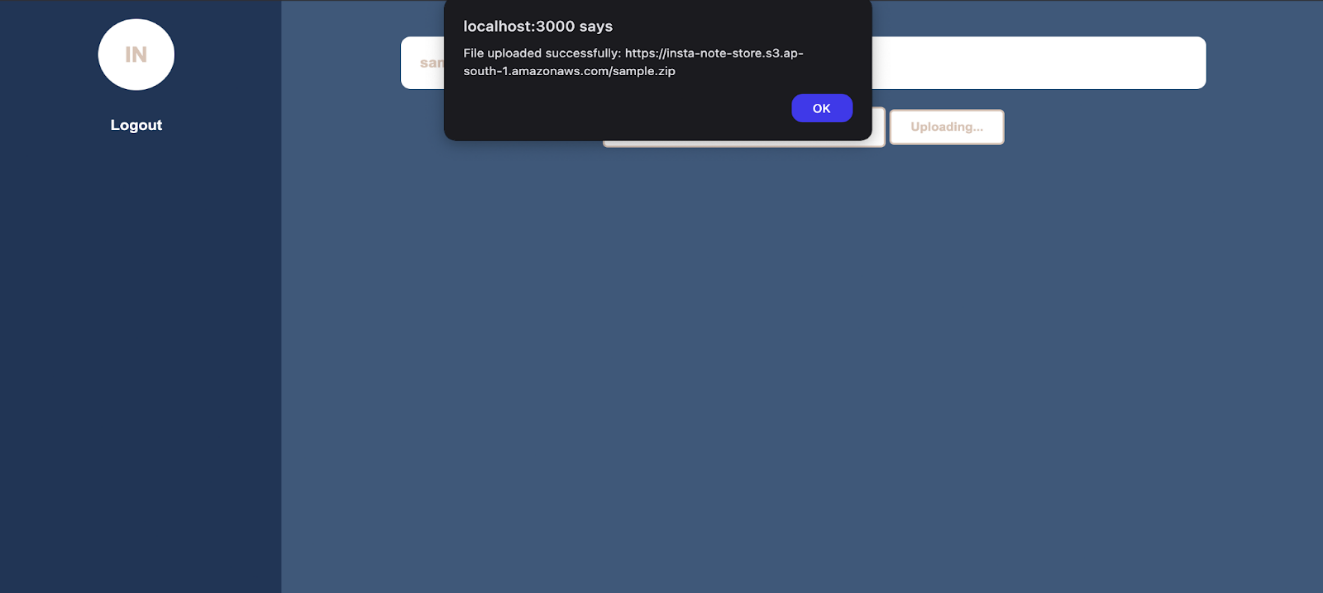 IN
Logout
localhost:3000 says
File uploaded successfully: https://insta-note-store.s3.ap-
south-1.amazonaws.com/sample.zip
OK
Uploading...